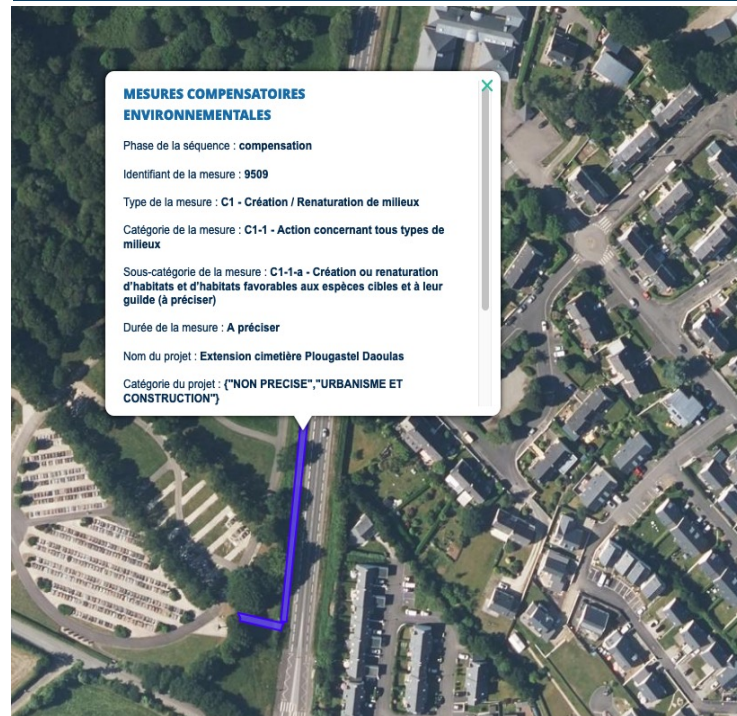 MESURES COMPENSATOIRES
ENVIRONNEMENTALES
Phase de la séquence : compensation
Identifiant de la mesure : 9509
Type de la mesure : C1 - Création / Renaturation de milieux
Catégorie de la mesure : C1-1 - Action concernant tous types de
milieux
Sous-catégorie de la mesure : C1-1-a - Création ou renaturation
d'habitats et d'habitats favorables aux espèces cibles et à leur
guilde (à préciser)
Durée de la mesure : A préciser
Nom du projet : Extension cimetière Plougastel Daoulas
Catégorie du projet : {"NON PRECISE","URBANISME ET
CONSTRUCTION"}